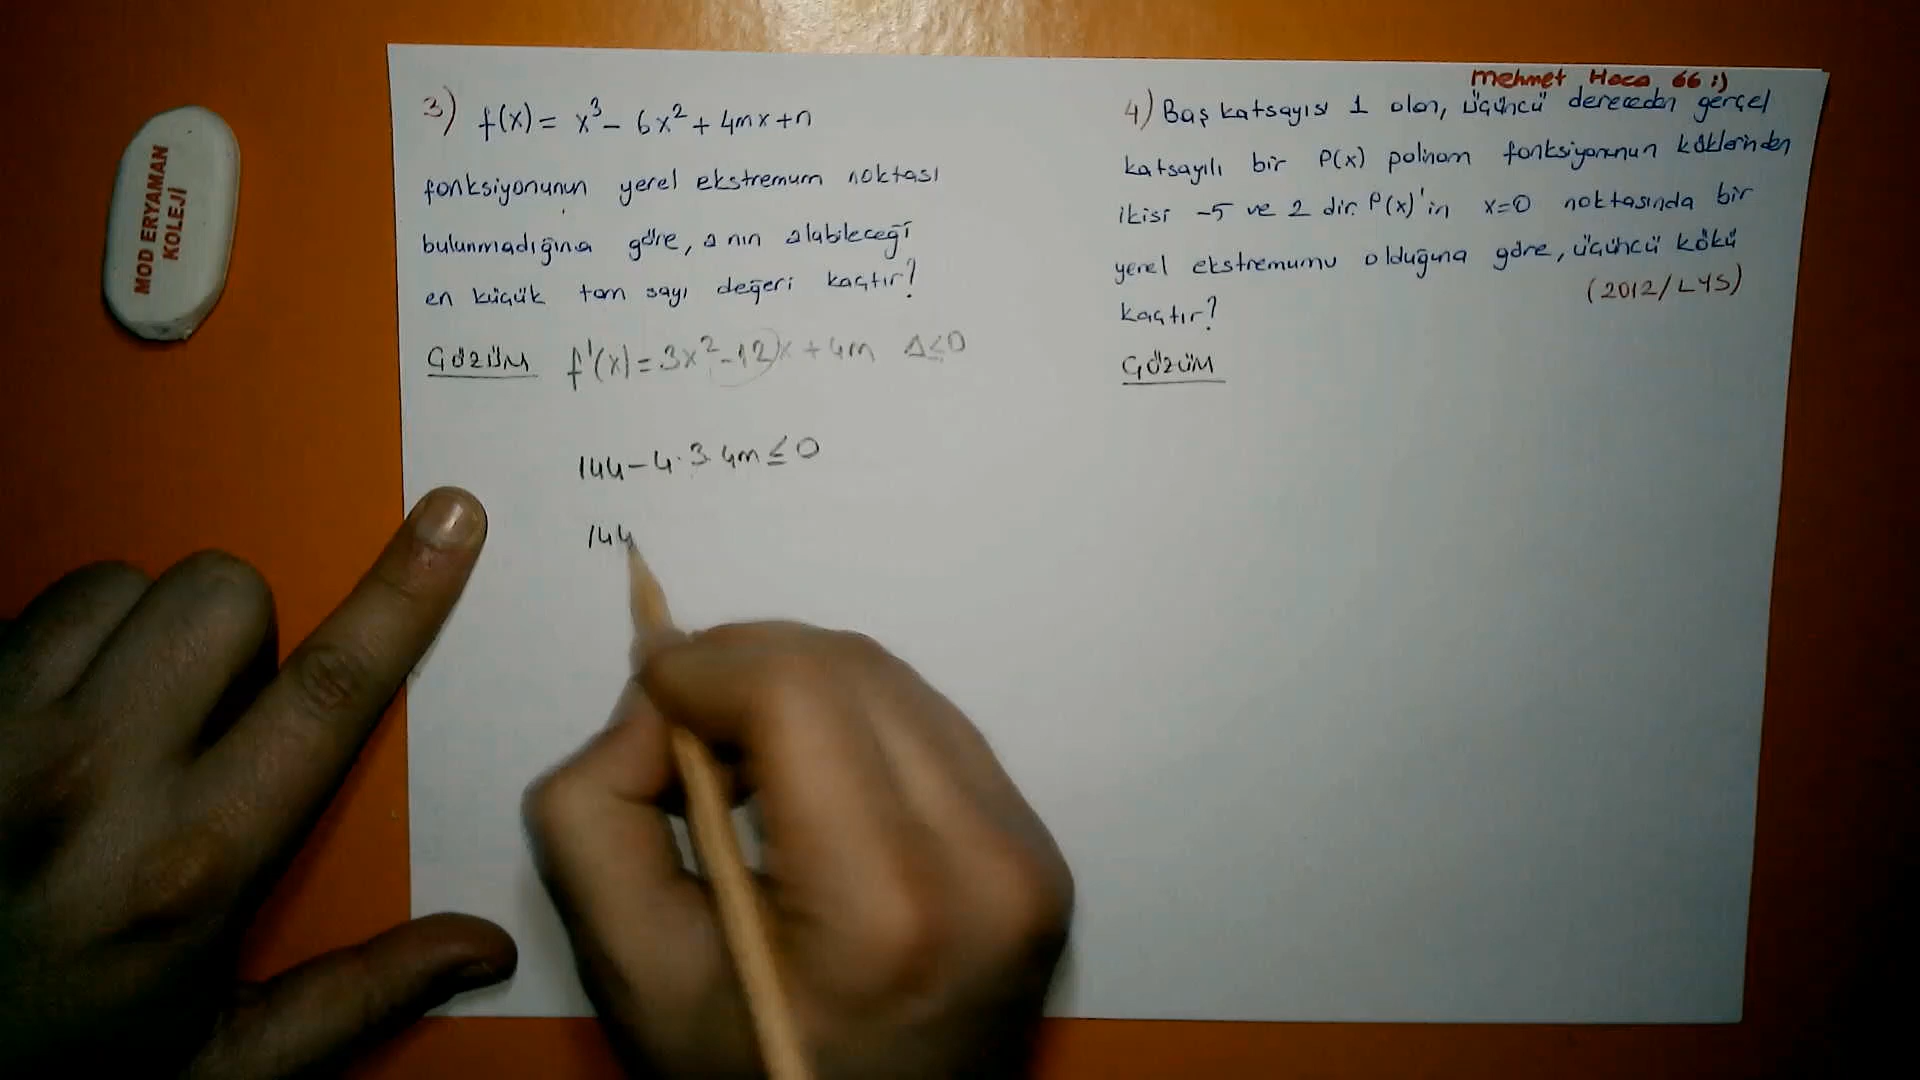 MOD ERYAMAN
KOLEJİ
3) f(x) = x³ - 6x² + 4mx + n
fonksiyonunun yerel ekstremum noktası
bulunmadığına göre, a nın alabileceği
en küçük tam sayı değeri kaçtır?
ÇÖZÜM f'(x) = 3x² - 12x + 4m Δ≤0
144 - 4·3·4m ≤ 0
144
Mehmet Hoca 66 :)
4) Baş katsayısı 1 olan, üçüncü dereceden gerçel
katsayılı bir P(x) polinom fonksiyonunun köklerinden
ikisi -5 ve 2 dir. P(x)'in x=0 noktasında bir
yerel ekstremumu olduğuna göre, üçüncü kökü
(2012/LYS)
kaçtır?
ÇÖZÜM